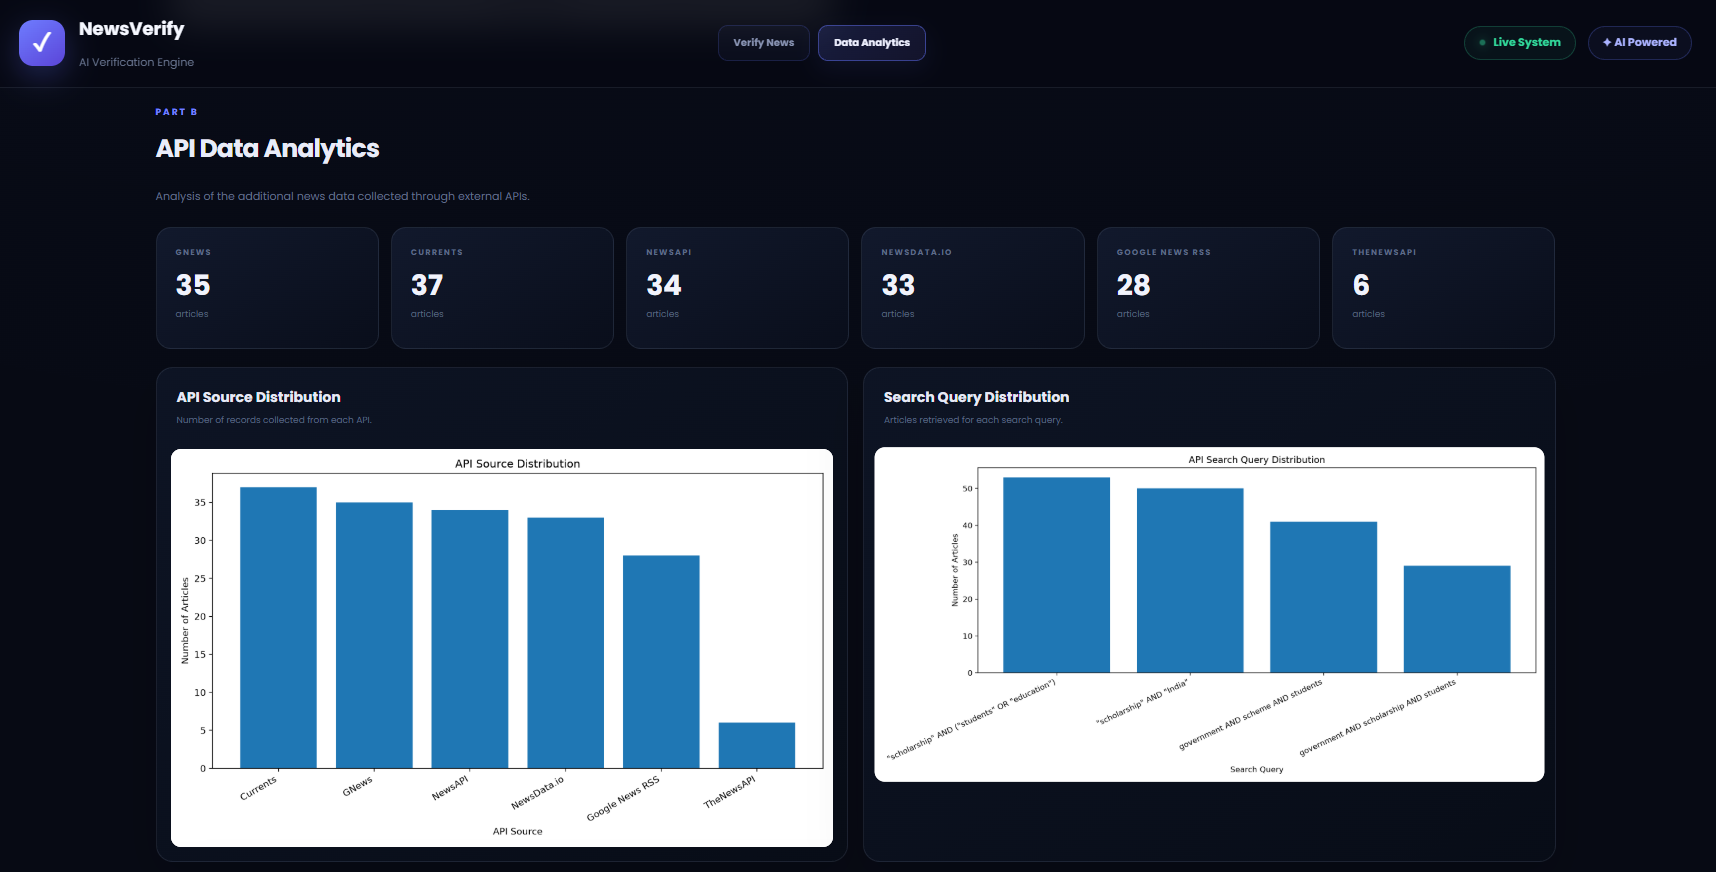 ✓
NewsVerify
AI Verification Engine
Verify News
Data Analytics
Live System
✦ AI Powered
PART B
API Data Analytics
Analysis of the additional news data collected through external APIs.
GNEWS
35
articles
CURRENTS
37
articles
NEWSAPI
34
articles
NEWSDATA.IO
33
articles
GOOGLE NEWS RSS
28
articles
THENEWSAPI
6
articles
API Source Distribution
Number of records collected from each API.
API Source Distribution
Number of Articles
35
30
25
20
15
10
5
0
Currents
GNews
NewsAPI
NewsData.io
Google News RSS
TheNewsAPI
API Source
Search Query Distribution
Articles retrieved for each search query.
API Search Query Distribution
Number of Articles
50
40
30
20
10
0
"scholarship" AND ("students" OR "education")
"scholarship" AND "India"
government AND scheme AND students
government AND scholarship AND students
Search Query